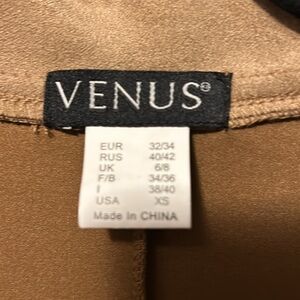 VENUS®
EUR 32/34
RUS 40/42
UK 6/8
F/B 34/36
I 38/40
USA XS
Made In CHINA